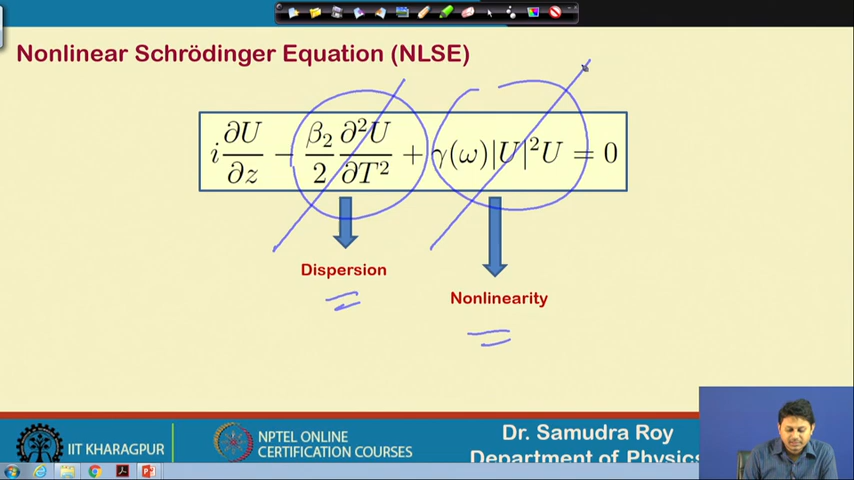 Nonlinear Schrödinger Equation (NLSE)
i ∂U/∂z − β₂/2 ∂²U/∂T² + γ(ω)|U|²U = 0
Dispersion
Nonlinearity
IIT KHARAGPUR
NPTEL ONLINE
CERTIFICATION COURSES
Dr. Samudra Roy
Department of Physics